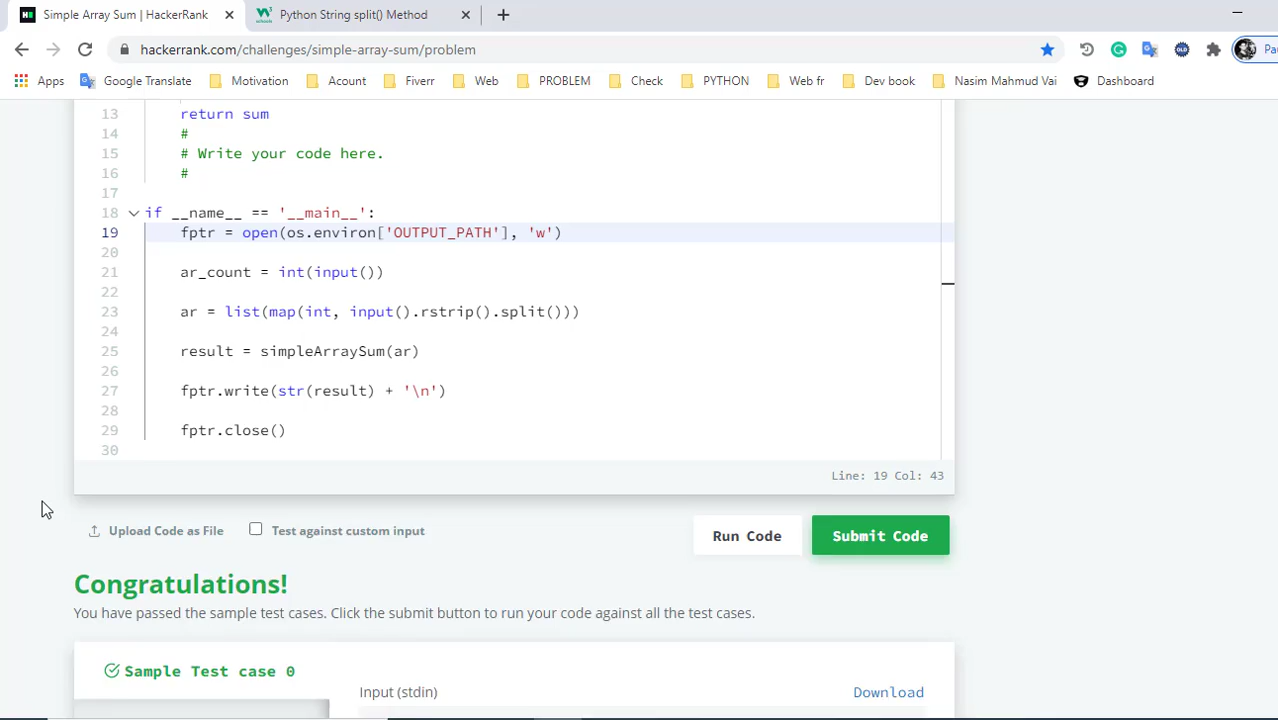 Simple Array Sum | HackerRank
Python String split() Method
hackerrank.com/challenges/simple-array-sum/problem
Apps Google Translate Motivation Acount Fiverr Web PROBLEM Check PYTHON Web fr Dev book Nasim Mahmud Vai Dashboard
13 return sum
14 #
15 # Write your code here.
16 #
17
18 if __name__ == '__main__':
19 fptr = open(os.environ['OUTPUT_PATH'], 'w')
20
21 ar_count = int(input())
22
23 ar = list(map(int, input().rstrip().split()))
24
25 result = simpleArraySum(ar)
26
27 fptr.write(str(result) + '\n')
28
29 fptr.close()
30
Line: 19 Col: 43
Upload Code as File Test against custom input Run Code Submit Code
Congratulations!
You have passed the sample test cases. Click the submit button to run your code against all the test cases.
Sample Test case 0
Input (stdin) Download